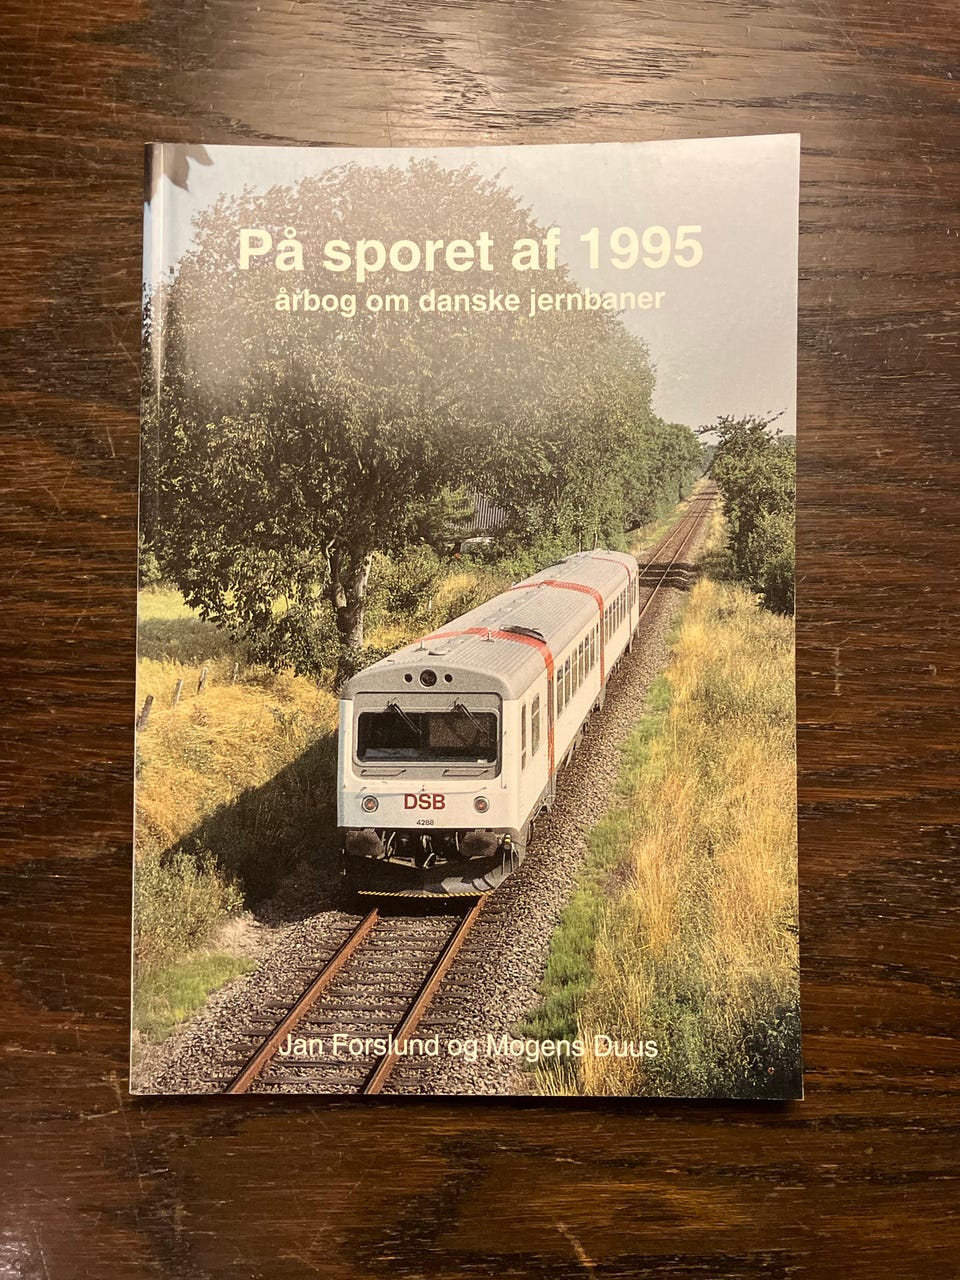 På sporet af 1995
årbog om danske jernbaner
DSB
4288
Jan Forslund og Mogens Duus